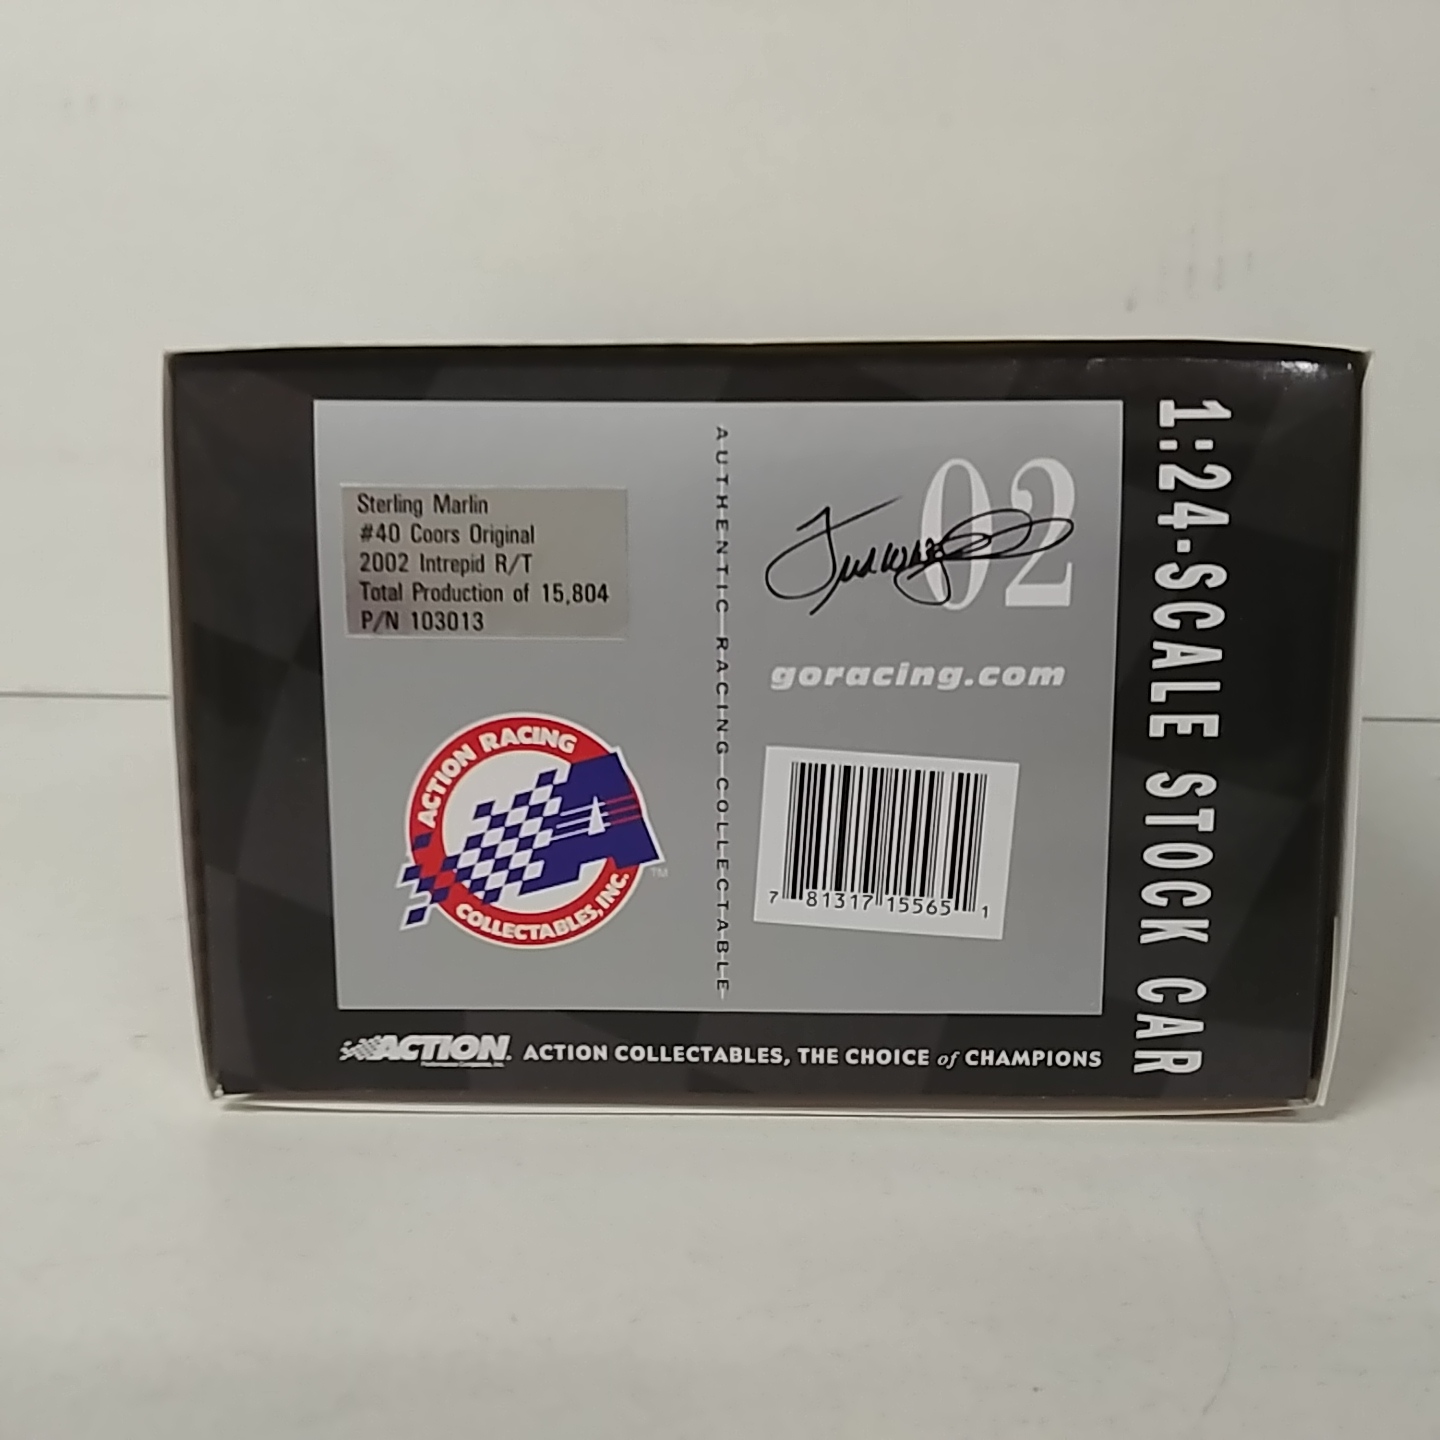 Sterling Marlin
#40 Coors Original
2002 Intrepid R/T
Total Production of 15,804
P/N 103013
ACTION RACING
COLLECTABLES, INC.
TM
AUTHENTIC RACING COLLECTABLE
02
goracing.com
7 81317 15565 1
1:24-SCALE STOCK CAR
ACTION.
ACTION COLLECTABLES, THE CHOICE of CHAMPIONS